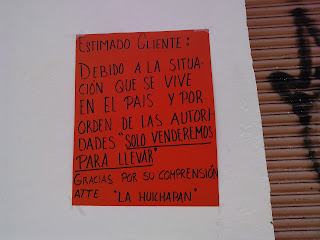 ESTIMADO CLIENTE:
DEBIDO A LA SITUA-
CIÓN QUE SE VIVE
EN EL PAIS Y POR
ORDEN DE LAS AUTORI-
DADES "SOLO VENDEREMOS
PARA LLEVAR"
GRACIAS POR SU COMPRENSIÓN
ATTE "LA HUICHAPAN"